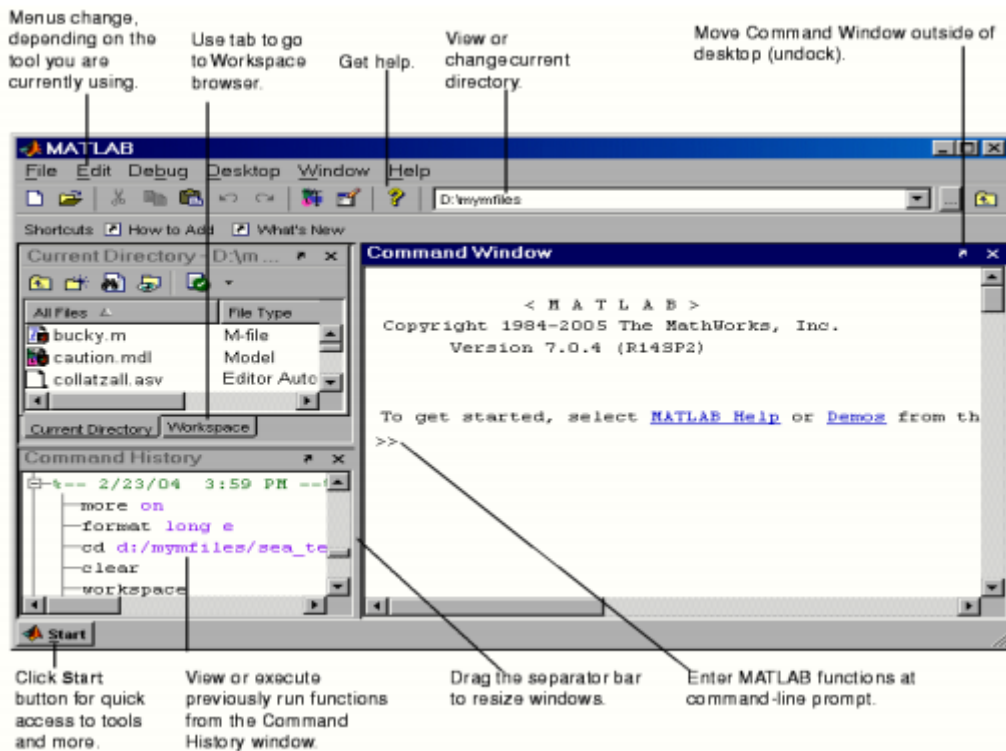 Menus change,
depending on the
tool you are
currently using.
Use tab to go
to Workspace
browser.
Get help.
View or
change current
directory.
Move Command Window outside of
desktop (undock).
MATLAB
File Edit Debug Desktop Window Help
D:\mymfiles
Shortcuts How to Add What's New
Current Directory - D:\m ...
All Files File Type
bucky.m M-file
caution.mdl Model
collatzall.asv Editor Auto
Current Directory Workspace
Command History
%-- 2/23/04 3:59 PM --%
more on
format long e
cd d:/mymfiles/sea_te
clear
workspace
Command Window
< M A T L A B >
Copyright 1984-2005 The MathWorks, Inc.
Version 7.0.4 (R14SP2)
To get started, select MATLAB Help or Demos from th
>>
Start
Click Start
button for quick
access to tools
and more.
View or execute
previously run functions
from the Command
History window.
Drag the separator bar
to resize windows.
Enter MATLAB functions at
command-line prompt.